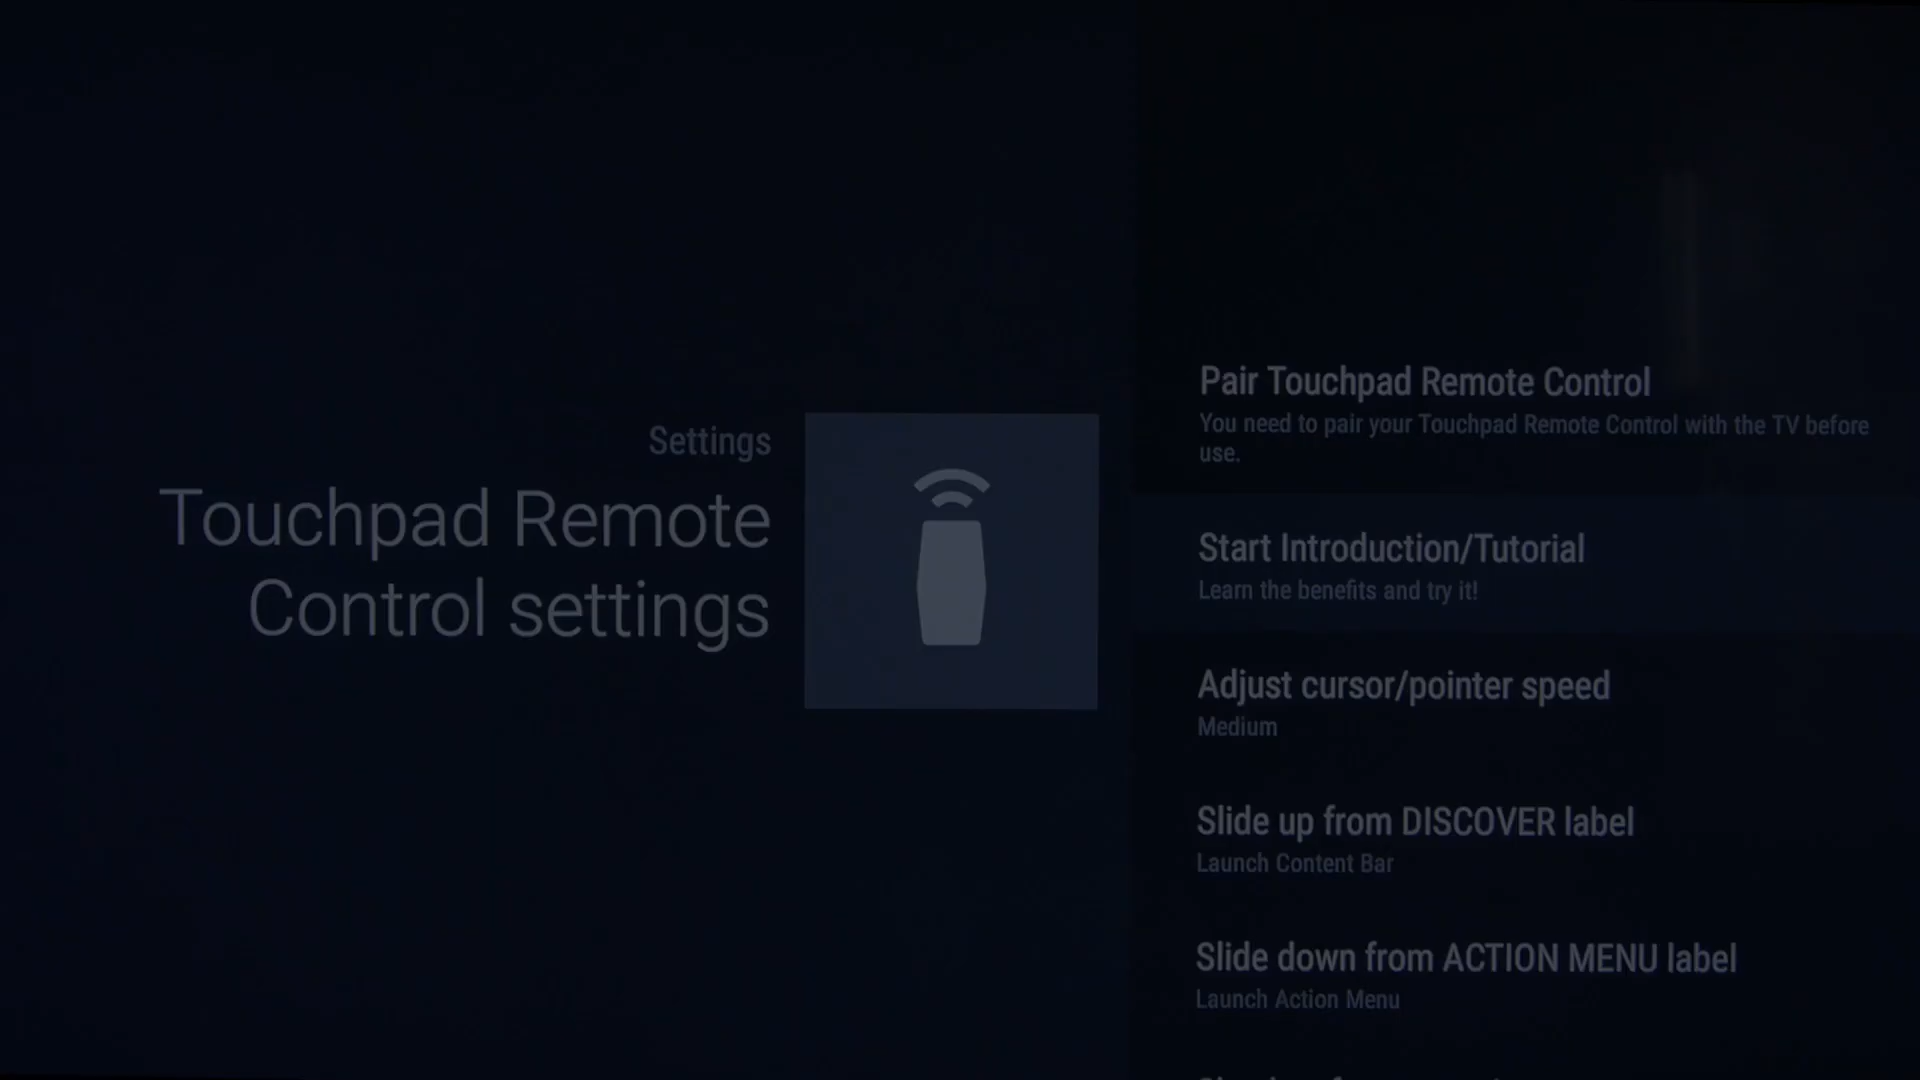 Settings
Touchpad Remote
Control settings
Pair Touchpad Remote Control
You need to pair your Touchpad Remote Control with the TV before
use.
Start Introduction/Tutorial
Learn the benefits and try it!
Adjust cursor/pointer speed
Medium
Slide up from DISCOVER label
Launch Content Bar
Slide down from ACTION MENU label
Launch Action Menu